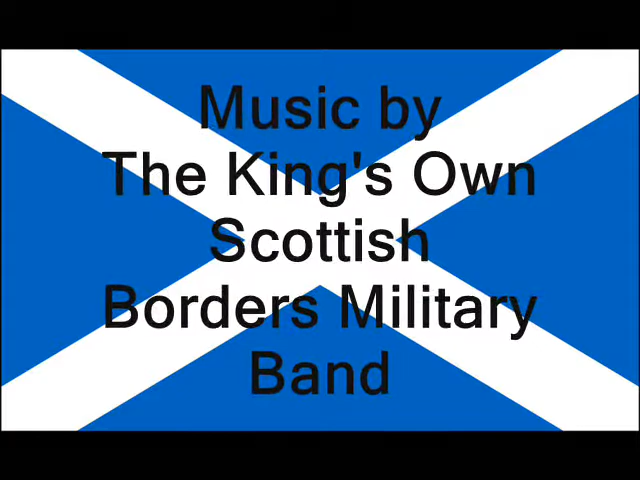 Music by
The King's Own
Scottish
Borders Military
Band